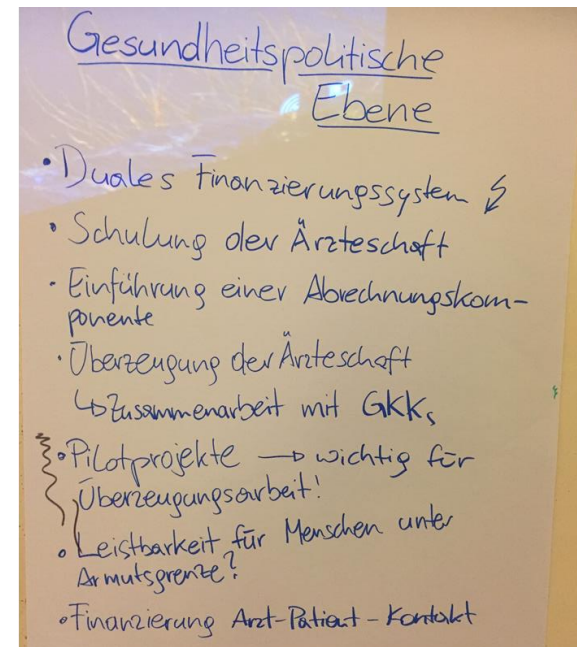 Gesundheitspolitische
Ebene
• Duales Finanzierungssystem
• Schulung der Ärzteschaft
• Einführung einer Abrechnungskom-
ponente
• Überzeugung der Ärzteschaft
↳ Zusammenarbeit mit GKKs
• Pilotprojekte → wichtig für
Überzeugungsarbeit!
• Leistbarkeit für Menschen unter
Armutsgrenze?
• Finanzierung Arzt-Patient-Kontakt